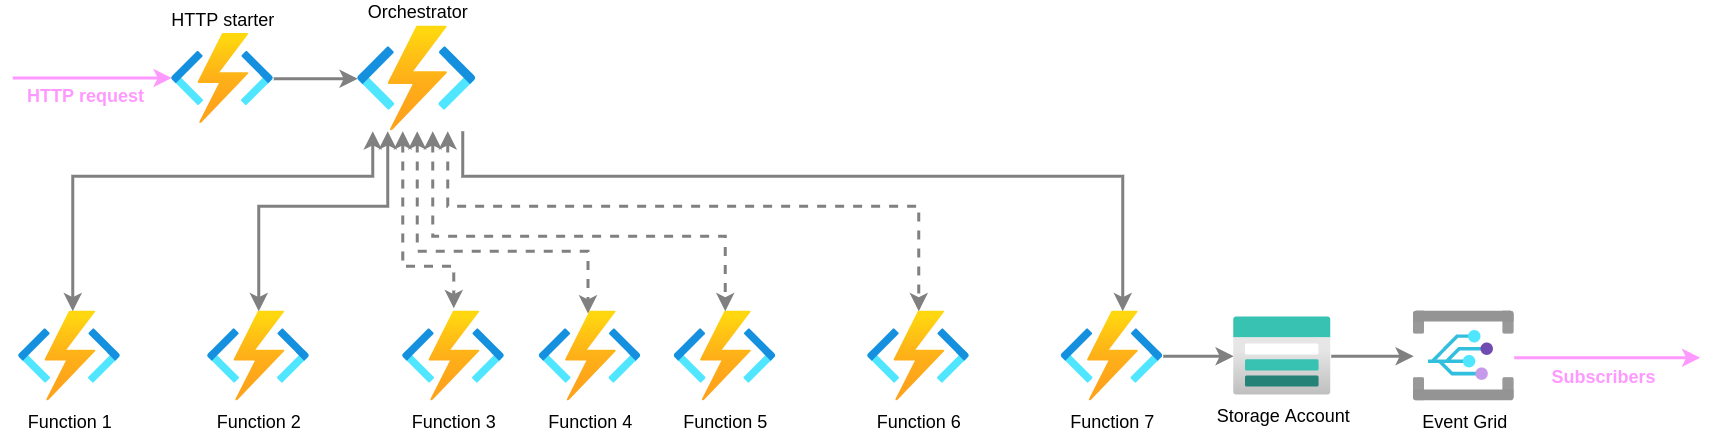 Orchestrator
HTTP starter
HTTP request
Function 1
Function 2
Function 3
Function 4
Function 5
Function 6
Function 7
Storage Account
Event Grid
Subscribers